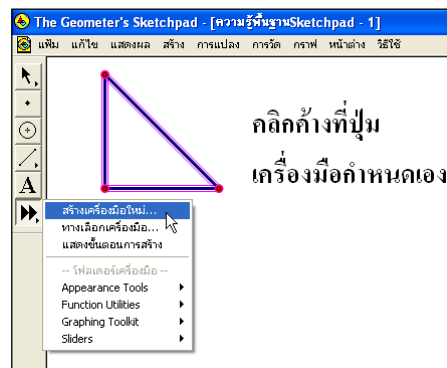 The Geometer's Sketchpad - [ความรู้พื้นฐานSketchpad - 1]
แฟ้ม แก้ไข แสดงผล สร้าง การแปลง การวัด กราฟ หน้าต่าง วิธีใช้
คลิกค้างที่ปุ่ม
เครื่องมือกำหนดเอง
A
สร้างเครื่องมือใหม่...
ทางเลือกเครื่องมือ...
แสดงขั้นตอนการสร้าง
-- โฟลเดอร์เครื่องมือ --
Appearance Tools
Function Utilities
Graphing Toolkit
Sliders